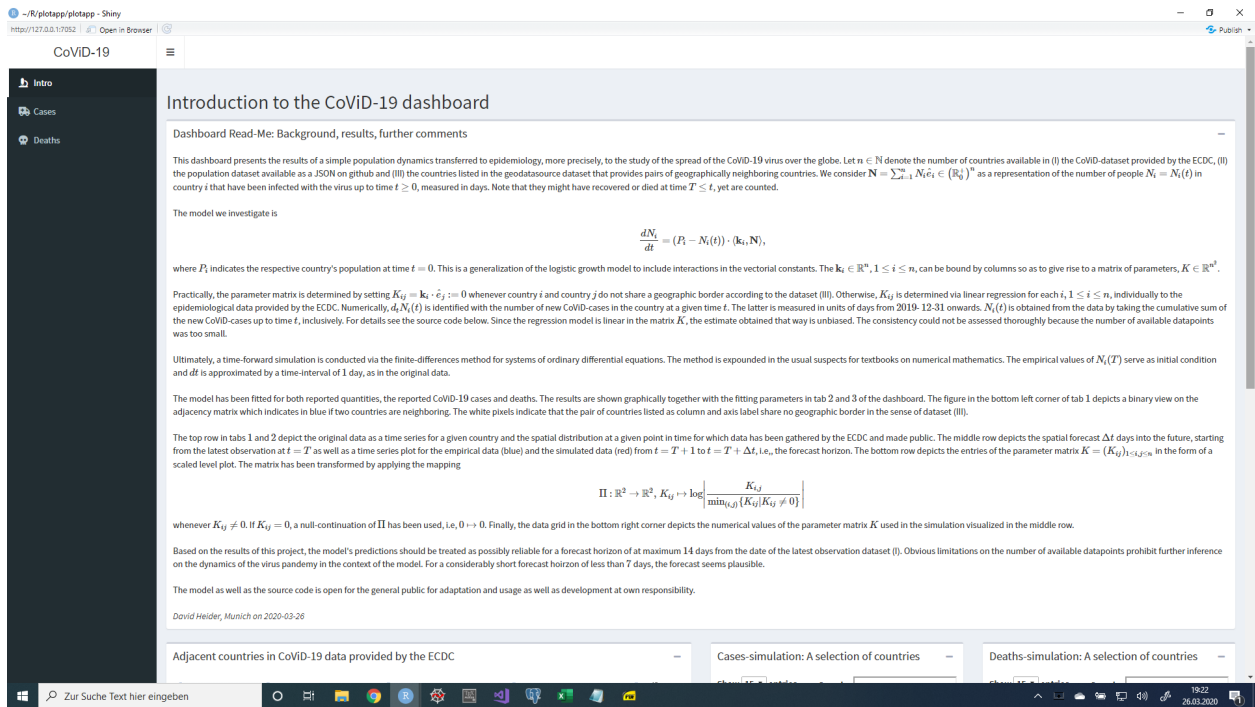 ~/R/plotapp/plotapp - Shiny
http://127.0.0.1:7052 Open in Browser Publish
CoViD-19
Intro
Cases
Deaths
Introduction to the CoViD-19 dashboard
Dashboard Read-Me: Background, results, further comments
This dashboard presents the results of a simple population dynamics transferred to epidemiology, more precisely, to the study of the spread of the CoViD-19 virus over the globe. Let n ∈ ℕ denote the number of countries available in (I) the CoViD-dataset provided by the ECDC, (II)
the population dataset available as a JSON on github and (III) the countries listed in the geodatasource dataset that provides pairs of geographically neighboring countries. We consider N = ∑ᵢ₌₁ⁿ Nᵢêᵢ ∈ (ℝ₀⁺)ⁿ as a representation of the number of people Nᵢ = Nᵢ(t) in
country i that have been infected with the virus up to time t ≥ 0, measured in days. Note that they might have recovered or died at time T ≤ t, yet are counted.
The model we investigate is
dNᵢ/dt = (Pᵢ − Nᵢ(t)) · ⟨kᵢ, N⟩,
where Pᵢ indicates the respective country's population at time t = 0. This is a generalization of the logistic growth model to include interactions in the vectorial constants. The kᵢ ∈ ℝⁿ, 1 ≤ i ≤ n, can be bound by columns so as to give rise to a matrix of parameters, K ∈ ℝ^{n²}.
Practically, the parameter matrix is determined by setting Kᵢⱼ = kᵢ · êⱼ := 0 whenever country i and country j do not share a geographic border according to the dataset (III). Otherwise, Kᵢⱼ is determined via linear regression for each i, 1 ≤ i ≤ n, individually to the
epidemiological data provided by the ECDC. Numerically, dₜNᵢ(t) is identified with the number of new CoViD-cases in the country at a given time t. The latter is measured in units of days from 2019-12-31 onwards. Nᵢ(t) is obtained from the data by taking the cumulative sum of
the new CoViD-cases up to time t, inclusively. For details see the source code below. Since the regression model is linear in the matrix K, the estimate obtained that way is unbiased. The consistency could not be assessed thoroughly because the number of available datapoints
was too small.
Ultimately, a time-forward simulation is conducted via the finite-differences method for systems of ordinary differential equations. The method is expounded in the usual suspects for textbooks on numerical mathematics. The empirical values of Nᵢ(T) serve as initial condition
and dt is approximated by a time-interval of 1 day, as in the original data.
The model has been fitted for both reported quantities, the reported CoViD-19 cases and deaths. The results are shown graphically together with the fitting parameters in tab 2 and 3 of the dashboard. The figure in the bottom left corner of tab 1 depicts a binary view on the
adjacency matrix which indicates in blue if two countries are neighboring. The white pixels indicate that the pair of countries listed as column and axis label share no geographic border in the sense of dataset (III).
The top row in tabs 1 and 2 depict the original data as a time series for a given country and the spatial distribution at a given point in time for which data has been gathered by the ECDC and made public. The middle row depicts the spatial forecast Δt days into the future, starting
from the latest observation at t = T as well as a time series plot for the empirical data (blue) and the simulated data (red) from t = T + 1 to t = T + Δt, i.e,, the forecast horizon. The bottom row depicts the entries of the parameter matrix K = (Kᵢⱼ)₁≤i,j≤n in the form of a
scaled level plot. The matrix has been transformed by applying the mapping
Π : ℝ² → ℝ², Kᵢⱼ ↦ log|Kᵢ,ⱼ / min₍ᵢ,ⱼ₎{Kᵢⱼ|Kᵢⱼ ≠ 0}|
whenever Kᵢⱼ ≠ 0. If Kᵢⱼ = 0, a null-continuation of Π has been used, i.e, 0 ↦ 0. Finally, the data grid in the bottom right corner depicts the numerical values of the parameter matrix K used in the simulation visualized in the middle row.
Based on the results of this project, the model's predictions should be treated as possibly reliable for a forecast horizon of at maximum 14 days from the date of the latest observation dataset (I). Obvious limitations on the number of available datapoints prohibit further inference
on the dynamics of the virus pandemy in the context of the model. For a considerably short forecast hoirzon of less than 7 days, the forecast seems plausible.
The model as well as the source code is open for the general public for adaptation and usage as well as development at own responsibility.
David Heider, Munich on 2020-03-26
Adjacent countries in CoViD-19 data provided by the ECDC
Cases-simulation: A selection of countries
Deaths-simulation: A selection of countries
Zur Suche Text hier eingeben
19:22
26.03.2020